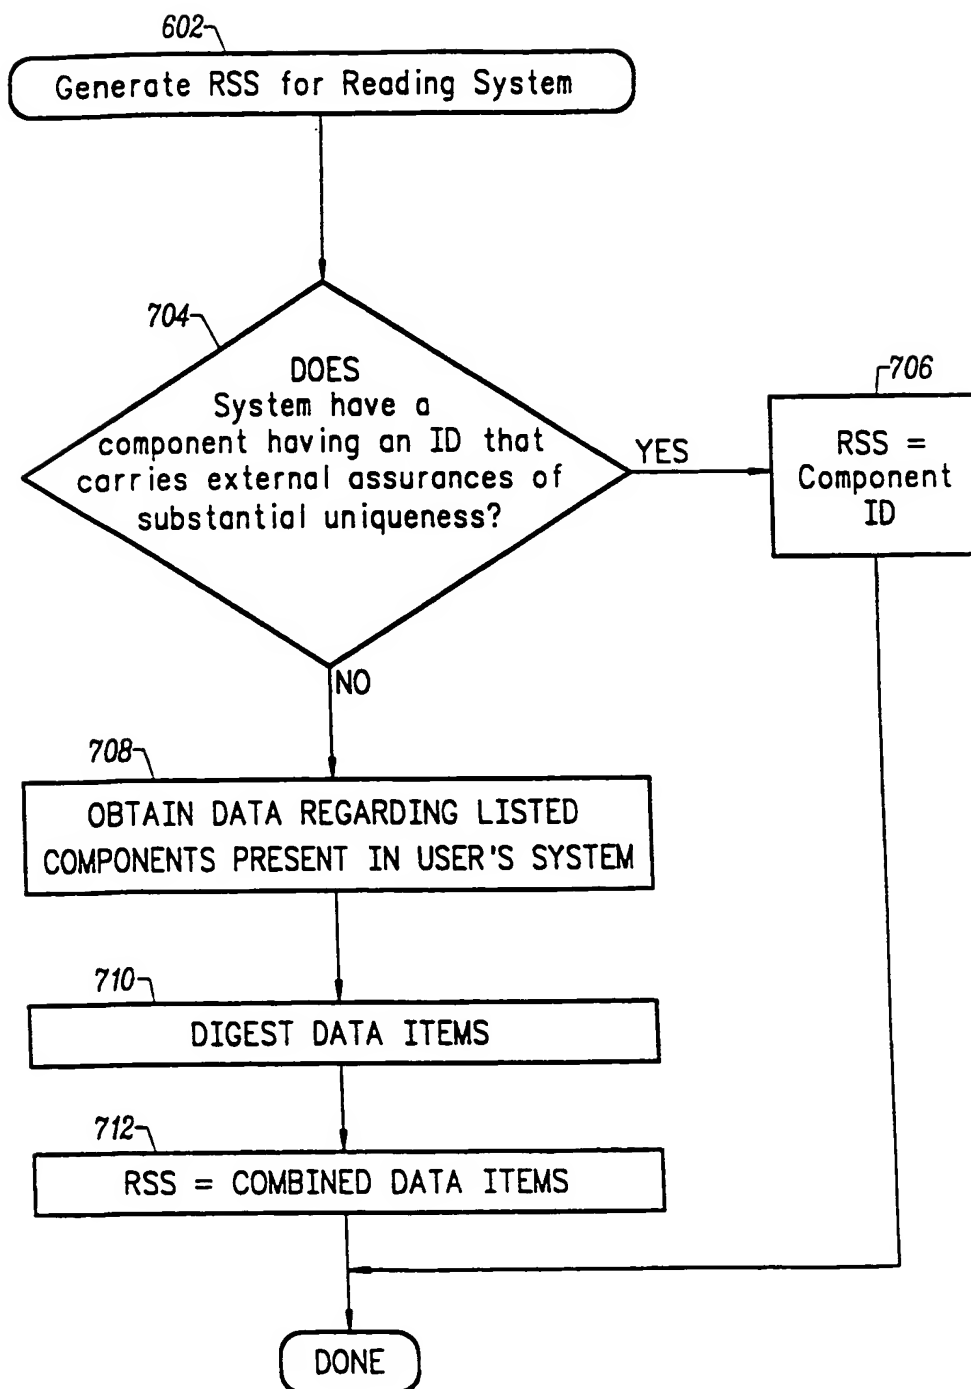 602
Generate RSS for Reading System
704
DOES
System have a
component having an ID that
carries external assurances of
substantial uniqueness?
YES
706
RSS =
Component
ID
NO
708
OBTAIN DATA REGARDING LISTED
COMPONENTS PRESENT IN USER'S SYSTEM
710
DIGEST DATA ITEMS
712
RSS = COMBINED DATA ITEMS
DONE